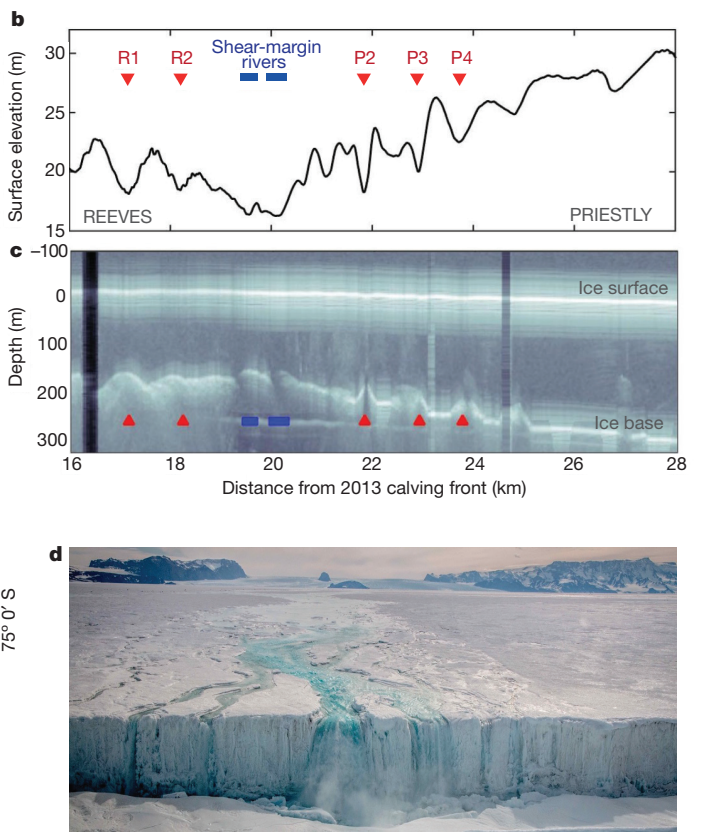 b
30
25
20
15
Surface elevation (m)
R1
R2
Shear-margin
rivers
P2
P3
P4
REEVES
PRIESTLY
c
–100
0
100
200
300
Depth (m)
Ice surface
Ice base
16
18
20
22
24
26
28
Distance from 2013 calving front (km)
d
75° 0′ S